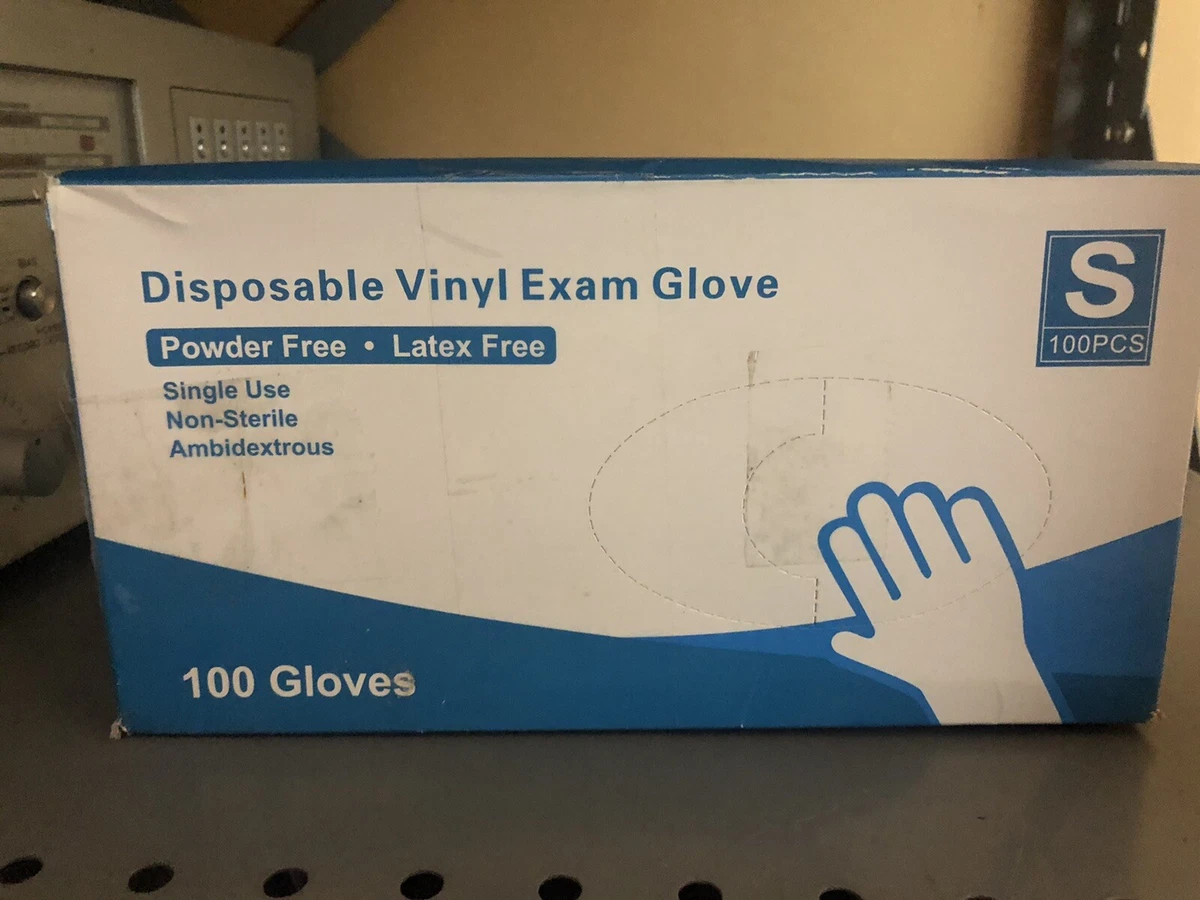 Disposable Vinyl Exam Glove
Powder Free • Latex Free
Single Use
Non-Sterile
Ambidextrous
S
100PCS
100 Gloves